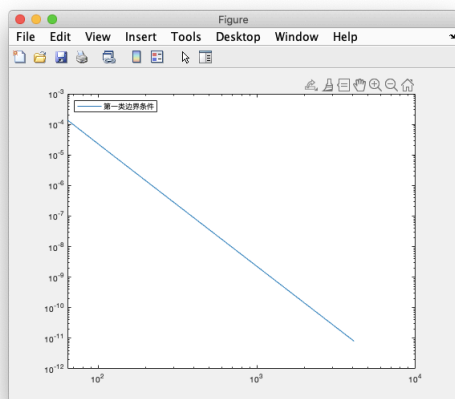 Figure
File Edit View Insert Tools Desktop Window Help
第一类边界条件
10-3
10-4
10-5
10-6
10-7
10-8
10-9
10-10
10-11
10-12
102 103 104